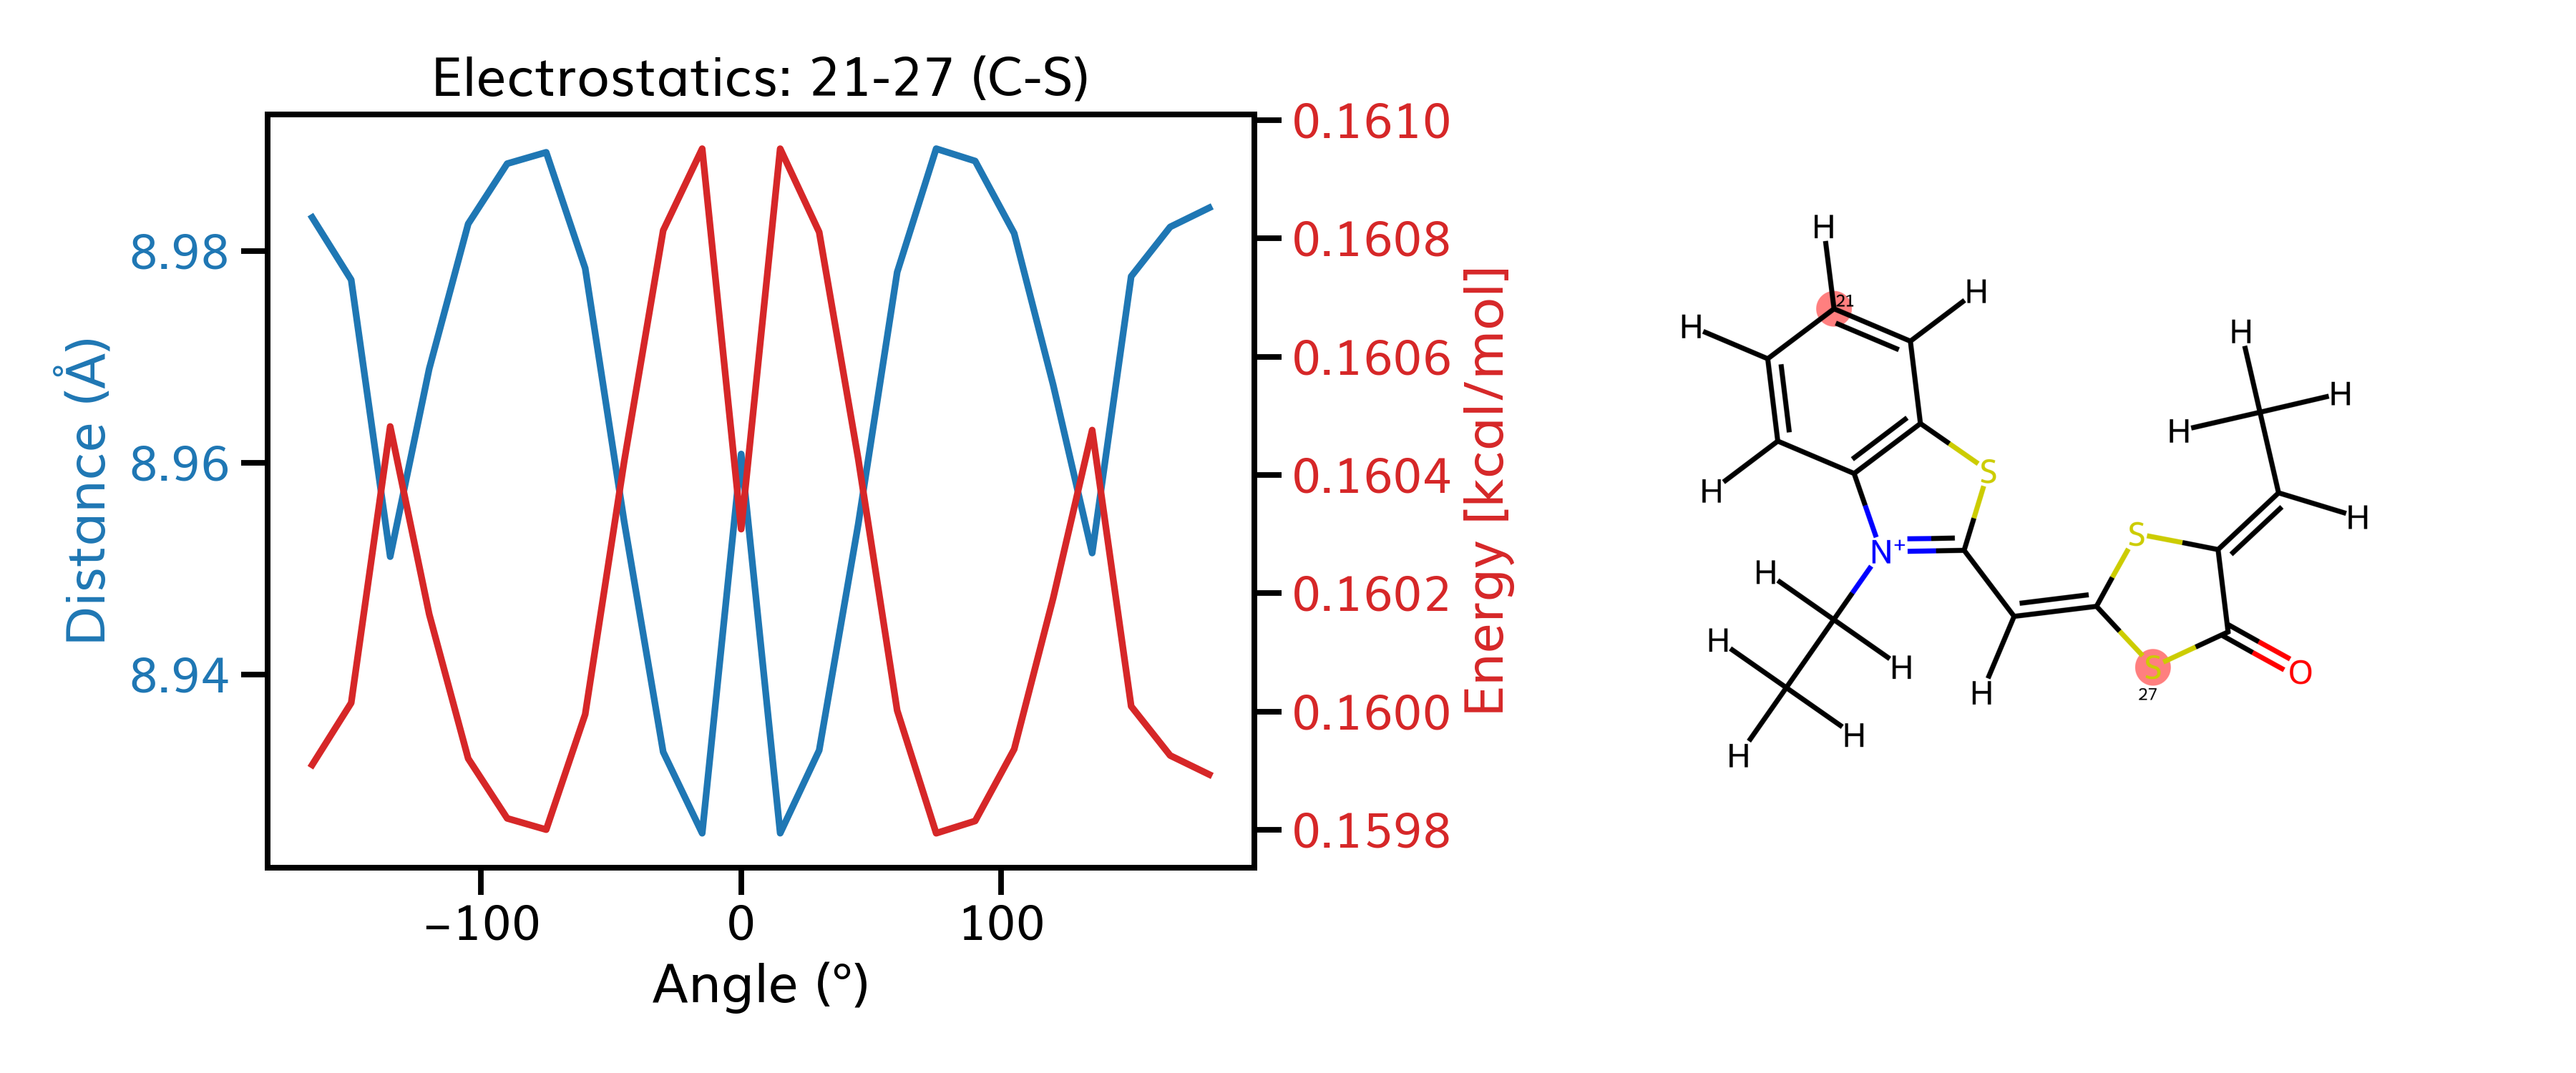 Electrostatics: 21-27 (C-S)
Distance (Å)
8.98
8.96
8.94
−100
0
100
Angle (°)
0.1610
0.1608
0.1606
0.1604
0.1602
0.1600
0.1598
Energy [kcal/mol]
H
H
21
H
H
H
H
H
H
S
H
H
S
N+
H
H
H
S
27
O
H
H
H